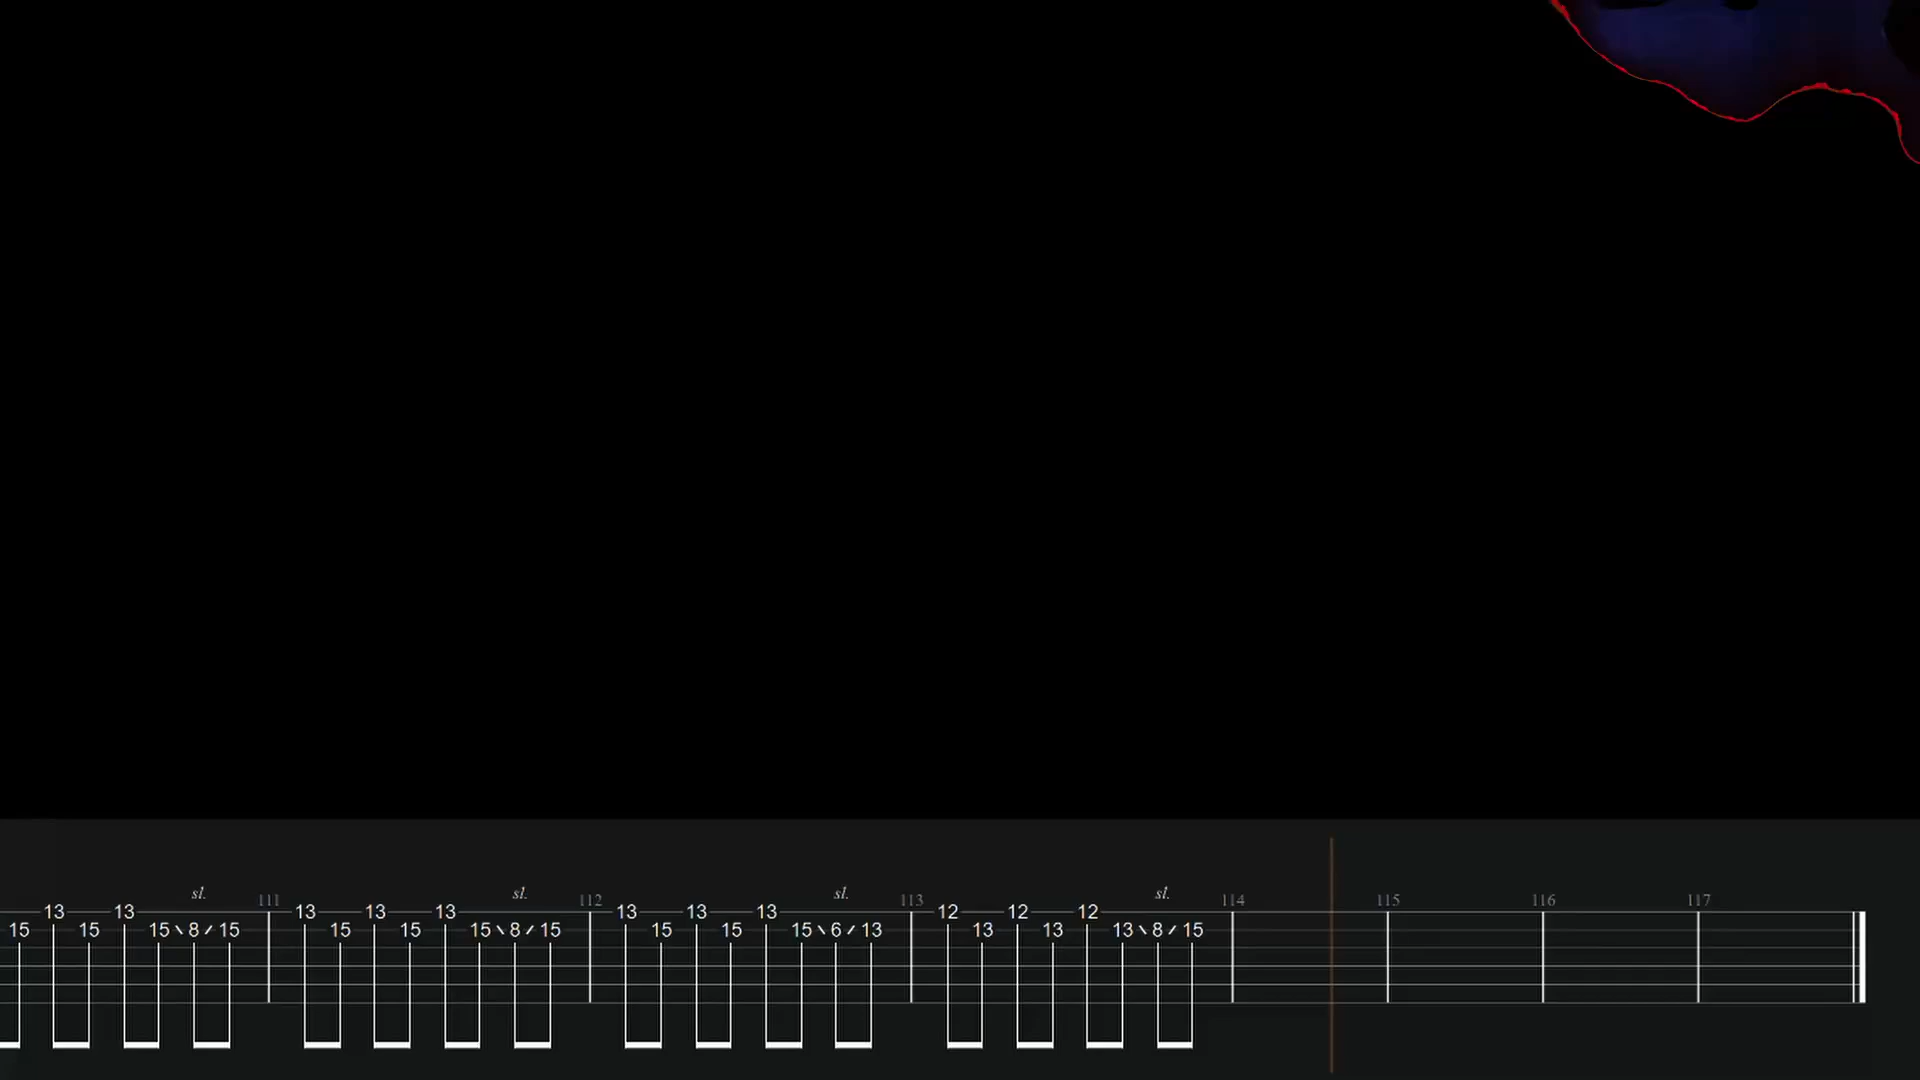 sl. sl. sl. sl.
111 112 113 114 115 116 117
13 13 13 13 13 13 13 13 12 12 12
15 15 15\8/15 15 15 15\8/15 15 15 15\6/13 13 13 13\8/15